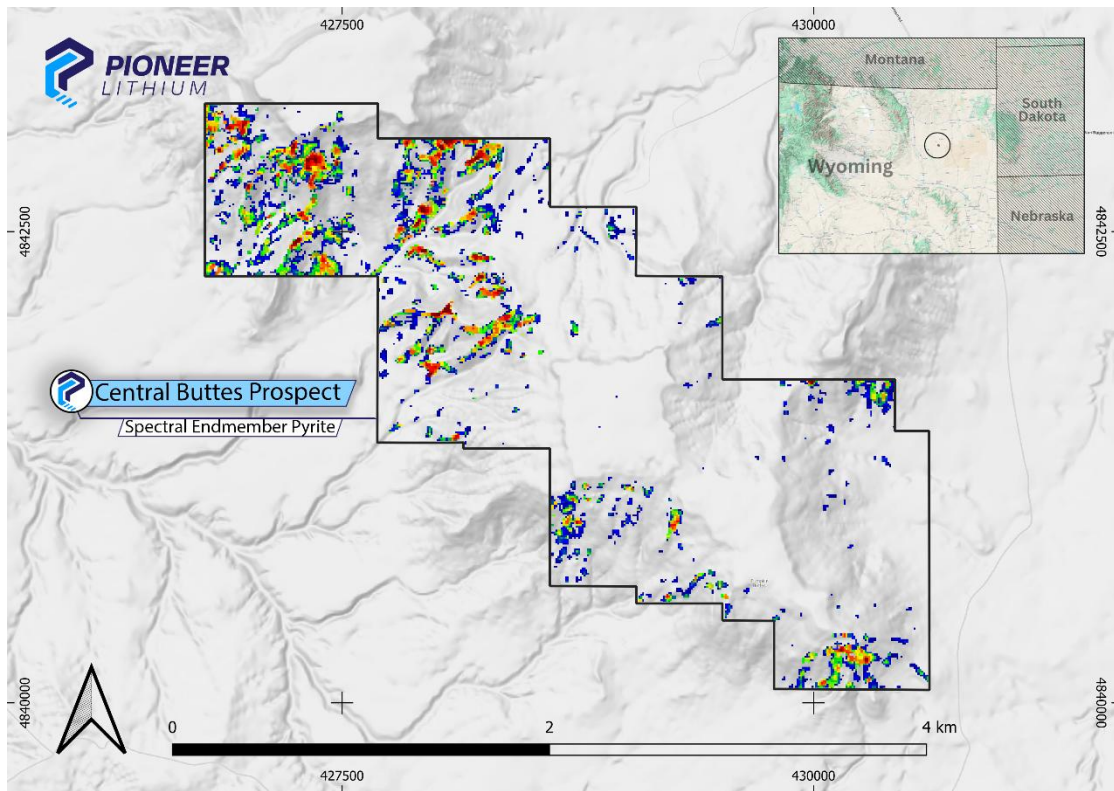 427500
430000
PIONEER
LITHIUM
Montana
South
Dakota
Wyoming
Nebraska
4842500
4842500
Central Buttes Prospect
Spectral Endmember Pyrite
4840000
4840000
0
2
4 km
427500
430000